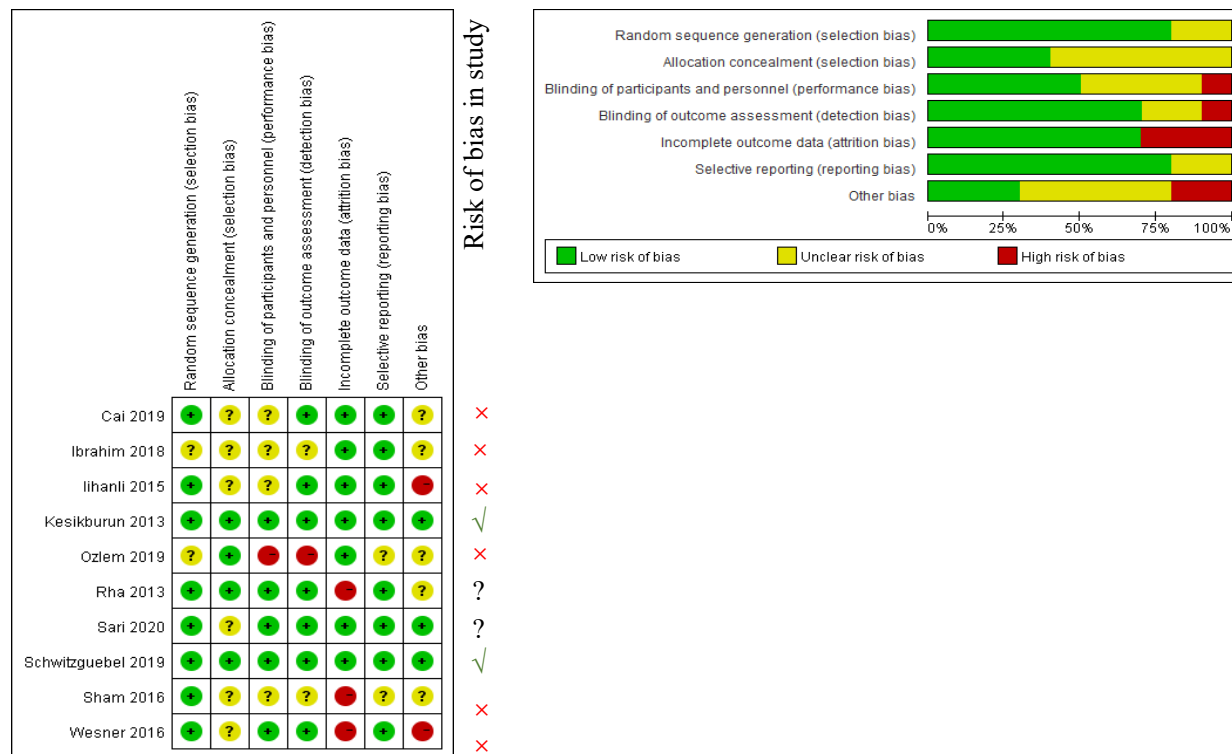 Random sequence generation (selection bias)
Allocation concealment (selection bias)
Blinding of participants and personnel (performance bias)
Blinding of outcome assessment (detection bias)
Incomplete outcome data (attrition bias)
Selective reporting (reporting bias)
Other bias
Risk of bias in study
Cai 2019 + ? ? + + + ? ×
Ibrahim 2018 ? ? ? ? + + ? ×
Iihanli 2015 + ? ? + + + - ×
Kesikburun 2013 + + + + + + + √
Ozlem 2019 ? + - - + ? ? ×
Rha 2013 + + + + - + ? ?
Sari 2020 + ? + + + + + ?
Schwitzguebel 2019 + + + + + + + √
Sham 2016 + ? ? ? - ? ? ×
Wesner 2016 + ? + + - + - ×
Random sequence generation (selection bias)
Allocation concealment (selection bias)
Blinding of participants and personnel (performance bias)
Blinding of outcome assessment (detection bias)
Incomplete outcome data (attrition bias)
Selective reporting (reporting bias)
Other bias
0% 25% 50% 75% 100%
Low risk of bias Unclear risk of bias High risk of bias